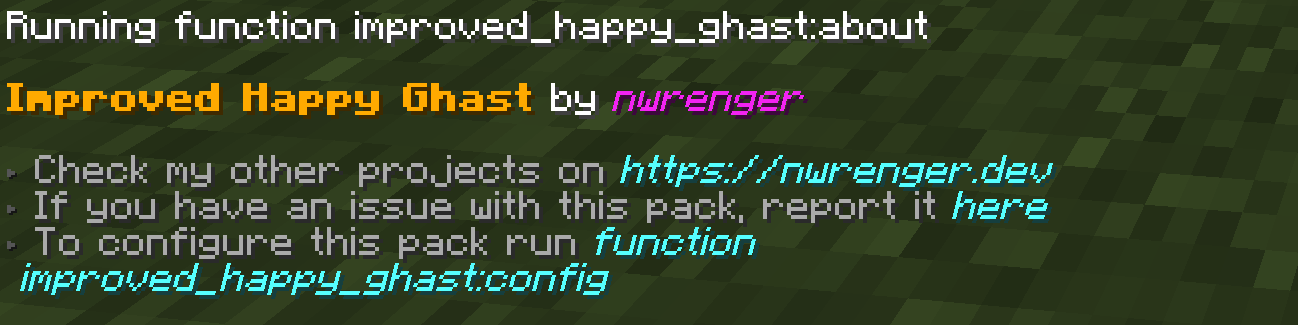 Running function improved_happy_ghast:about
Improved Happy Ghast by nwrenger
▸ Check my other projects on https://nwrenger.dev
▸ If you have an issue with this pack, report it here
▸ To configure this pack run function
improved_happy_ghast:config